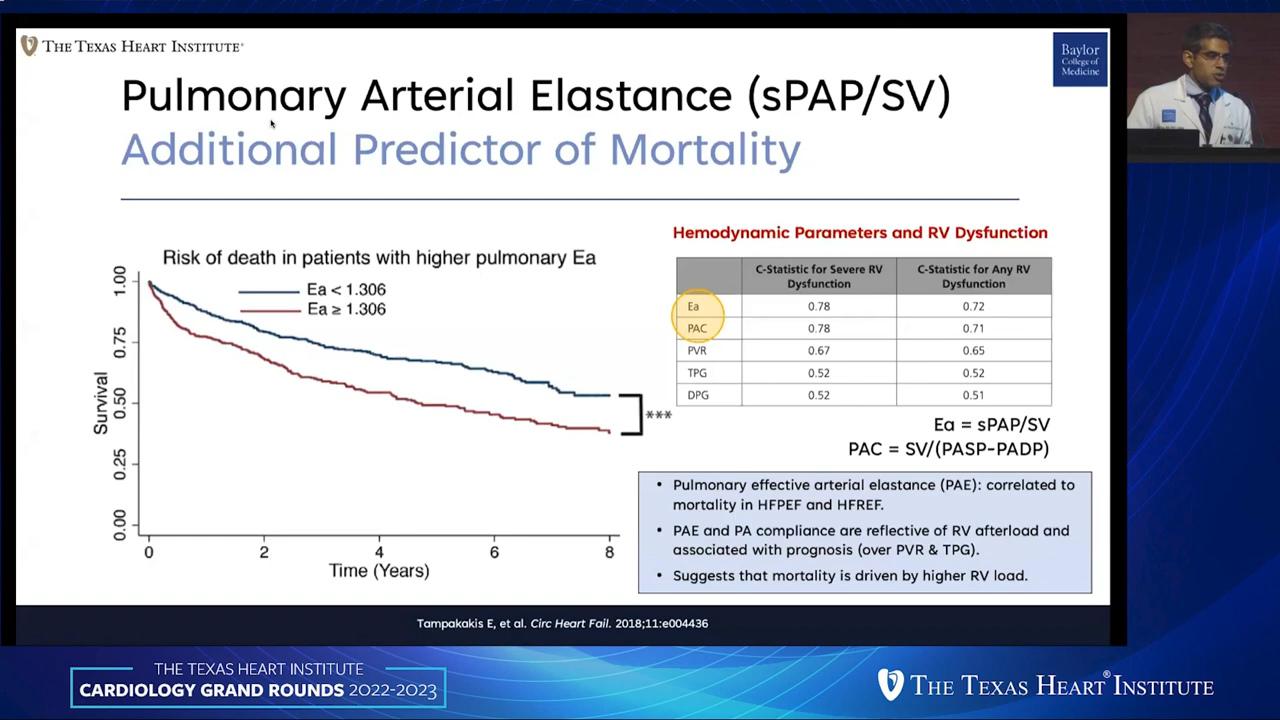 THE TEXAS HEART INSTITUTE®
Baylor
College of
Medicine
Pulmonary Arterial Elastance (sPAP/SV)
Additional Predictor of Mortality
Risk of death in patients with higher pulmonary Ea
Ea < 1.306
Ea ≥ 1.306
Survival
1.00
0.75
0.50
0.25
0.00
0 2 4 6 8
Time (Years)
***
Hemodynamic Parameters and RV Dysfunction
C-Statistic for Severe RV Dysfunction C-Statistic for Any RV Dysfunction
Ea 0.78 0.72
PAC 0.78 0.71
PVR 0.67 0.65
TPG 0.52 0.52
DPG 0.52 0.51
Ea = sPAP/SV
PAC = SV/(PASP-PADP)
• Pulmonary effective arterial elastance (PAE): correlated to
mortality in HFPEF and HFREF.
• PAE and PA compliance are reflective of RV afterload and
associated with prognosis (over PVR & TPG).
• Suggests that mortality is driven by higher RV load.
Tampakakis E, et al. Circ Heart Fail. 2018;11:e004436
THE TEXAS HEART INSTITUTE
CARDIOLOGY GRAND ROUNDS 2022-2023
THE TEXAS HEART® INSTITUTE